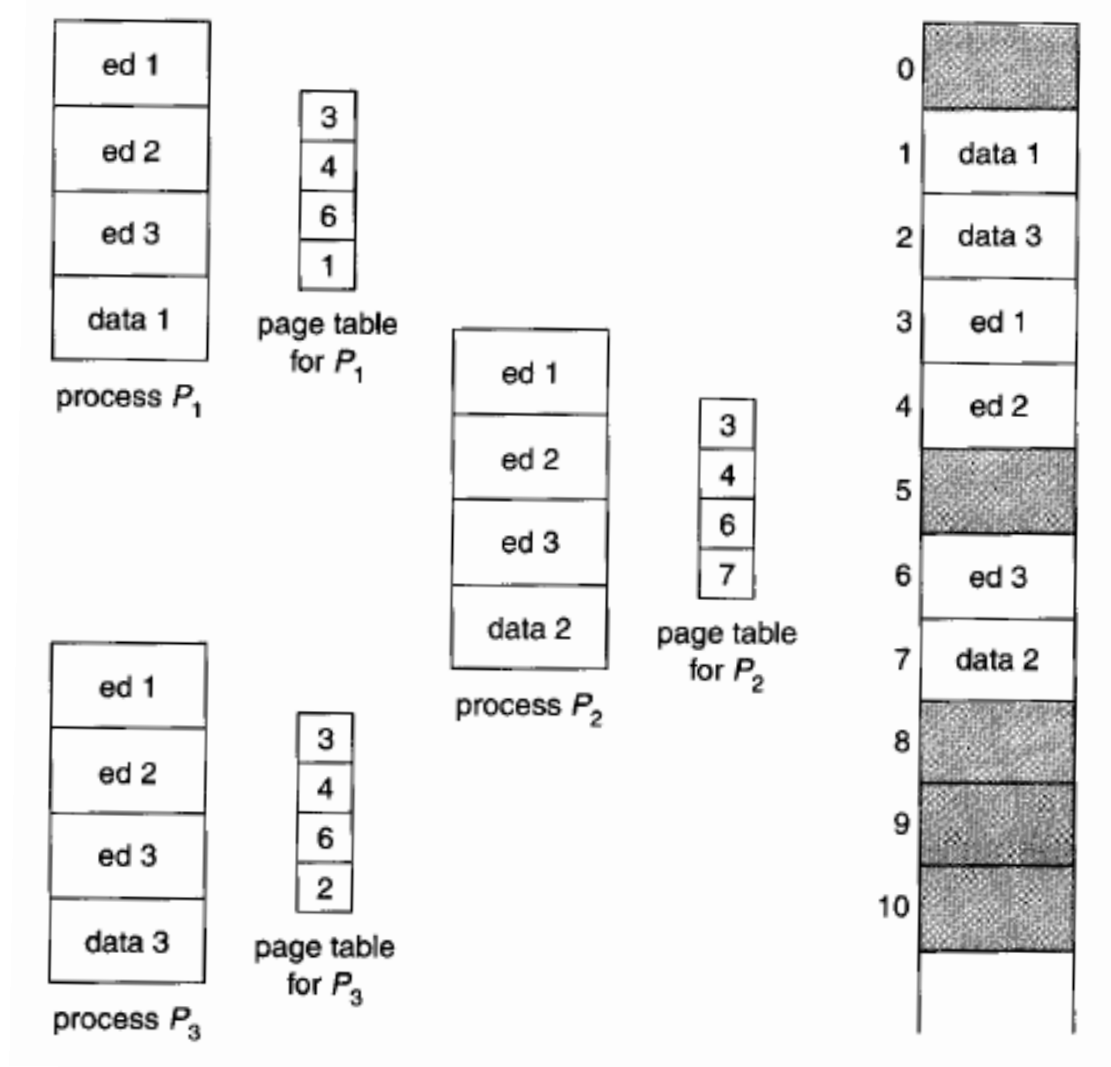 ed 1
ed 2
ed 3
data 1
process P1
3
4
6
1
page table
for P1
ed 1
ed 2
ed 3
data 2
process P2
3
4
6
7
page table
for P2
ed 1
ed 2
ed 3
data 3
process P3
3
4
6
2
page table
for P3
0
1 data 1
2 data 3
3 ed 1
4 ed 2
5
6 ed 3
7 data 2
8
9
10